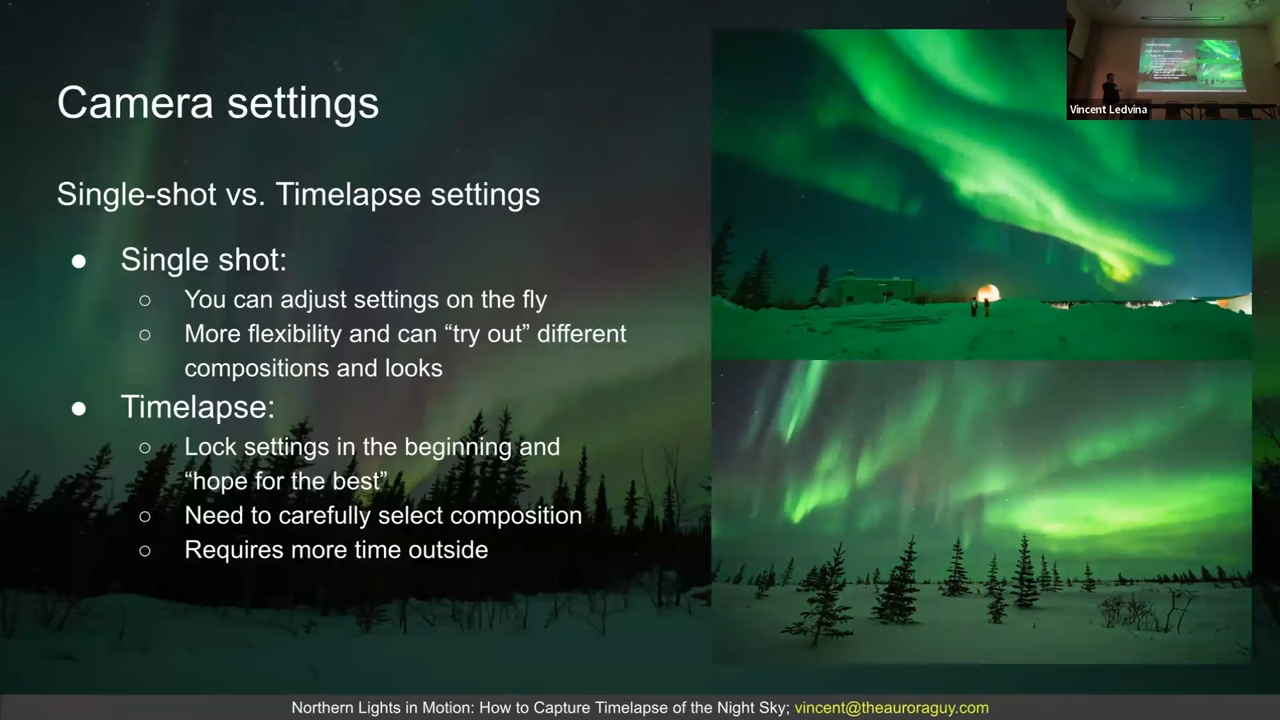 Camera settings
Single-shot vs. Timelapse settings
● Single shot:
○ You can adjust settings on the fly
○ More flexibility and can “try out” different
compositions and looks
● Timelapse:
○ Lock settings in the beginning and
“hope for the best”
○ Need to carefully select composition
○ Requires more time outside
Vincent Ledvina
Northern Lights in Motion: How to Capture Timelapse of the Night Sky; vincent@theauroraguy.com